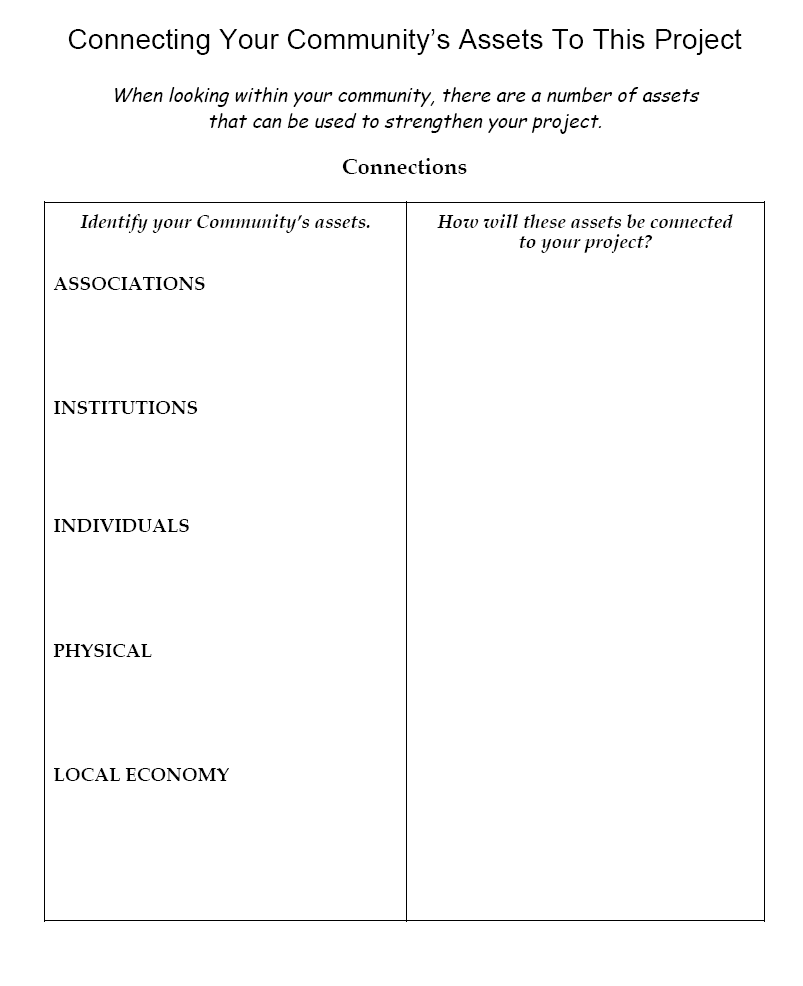 Connecting Your Community’s Assets To This Project
When looking within your community, there are a number of assets
that can be used to strengthen your project.
Connections
Identify your Community’s assets.
How will these assets be connected
to your project?
ASSOCIATIONS
INSTITUTIONS
INDIVIDUALS
PHYSICAL
LOCAL ECONOMY